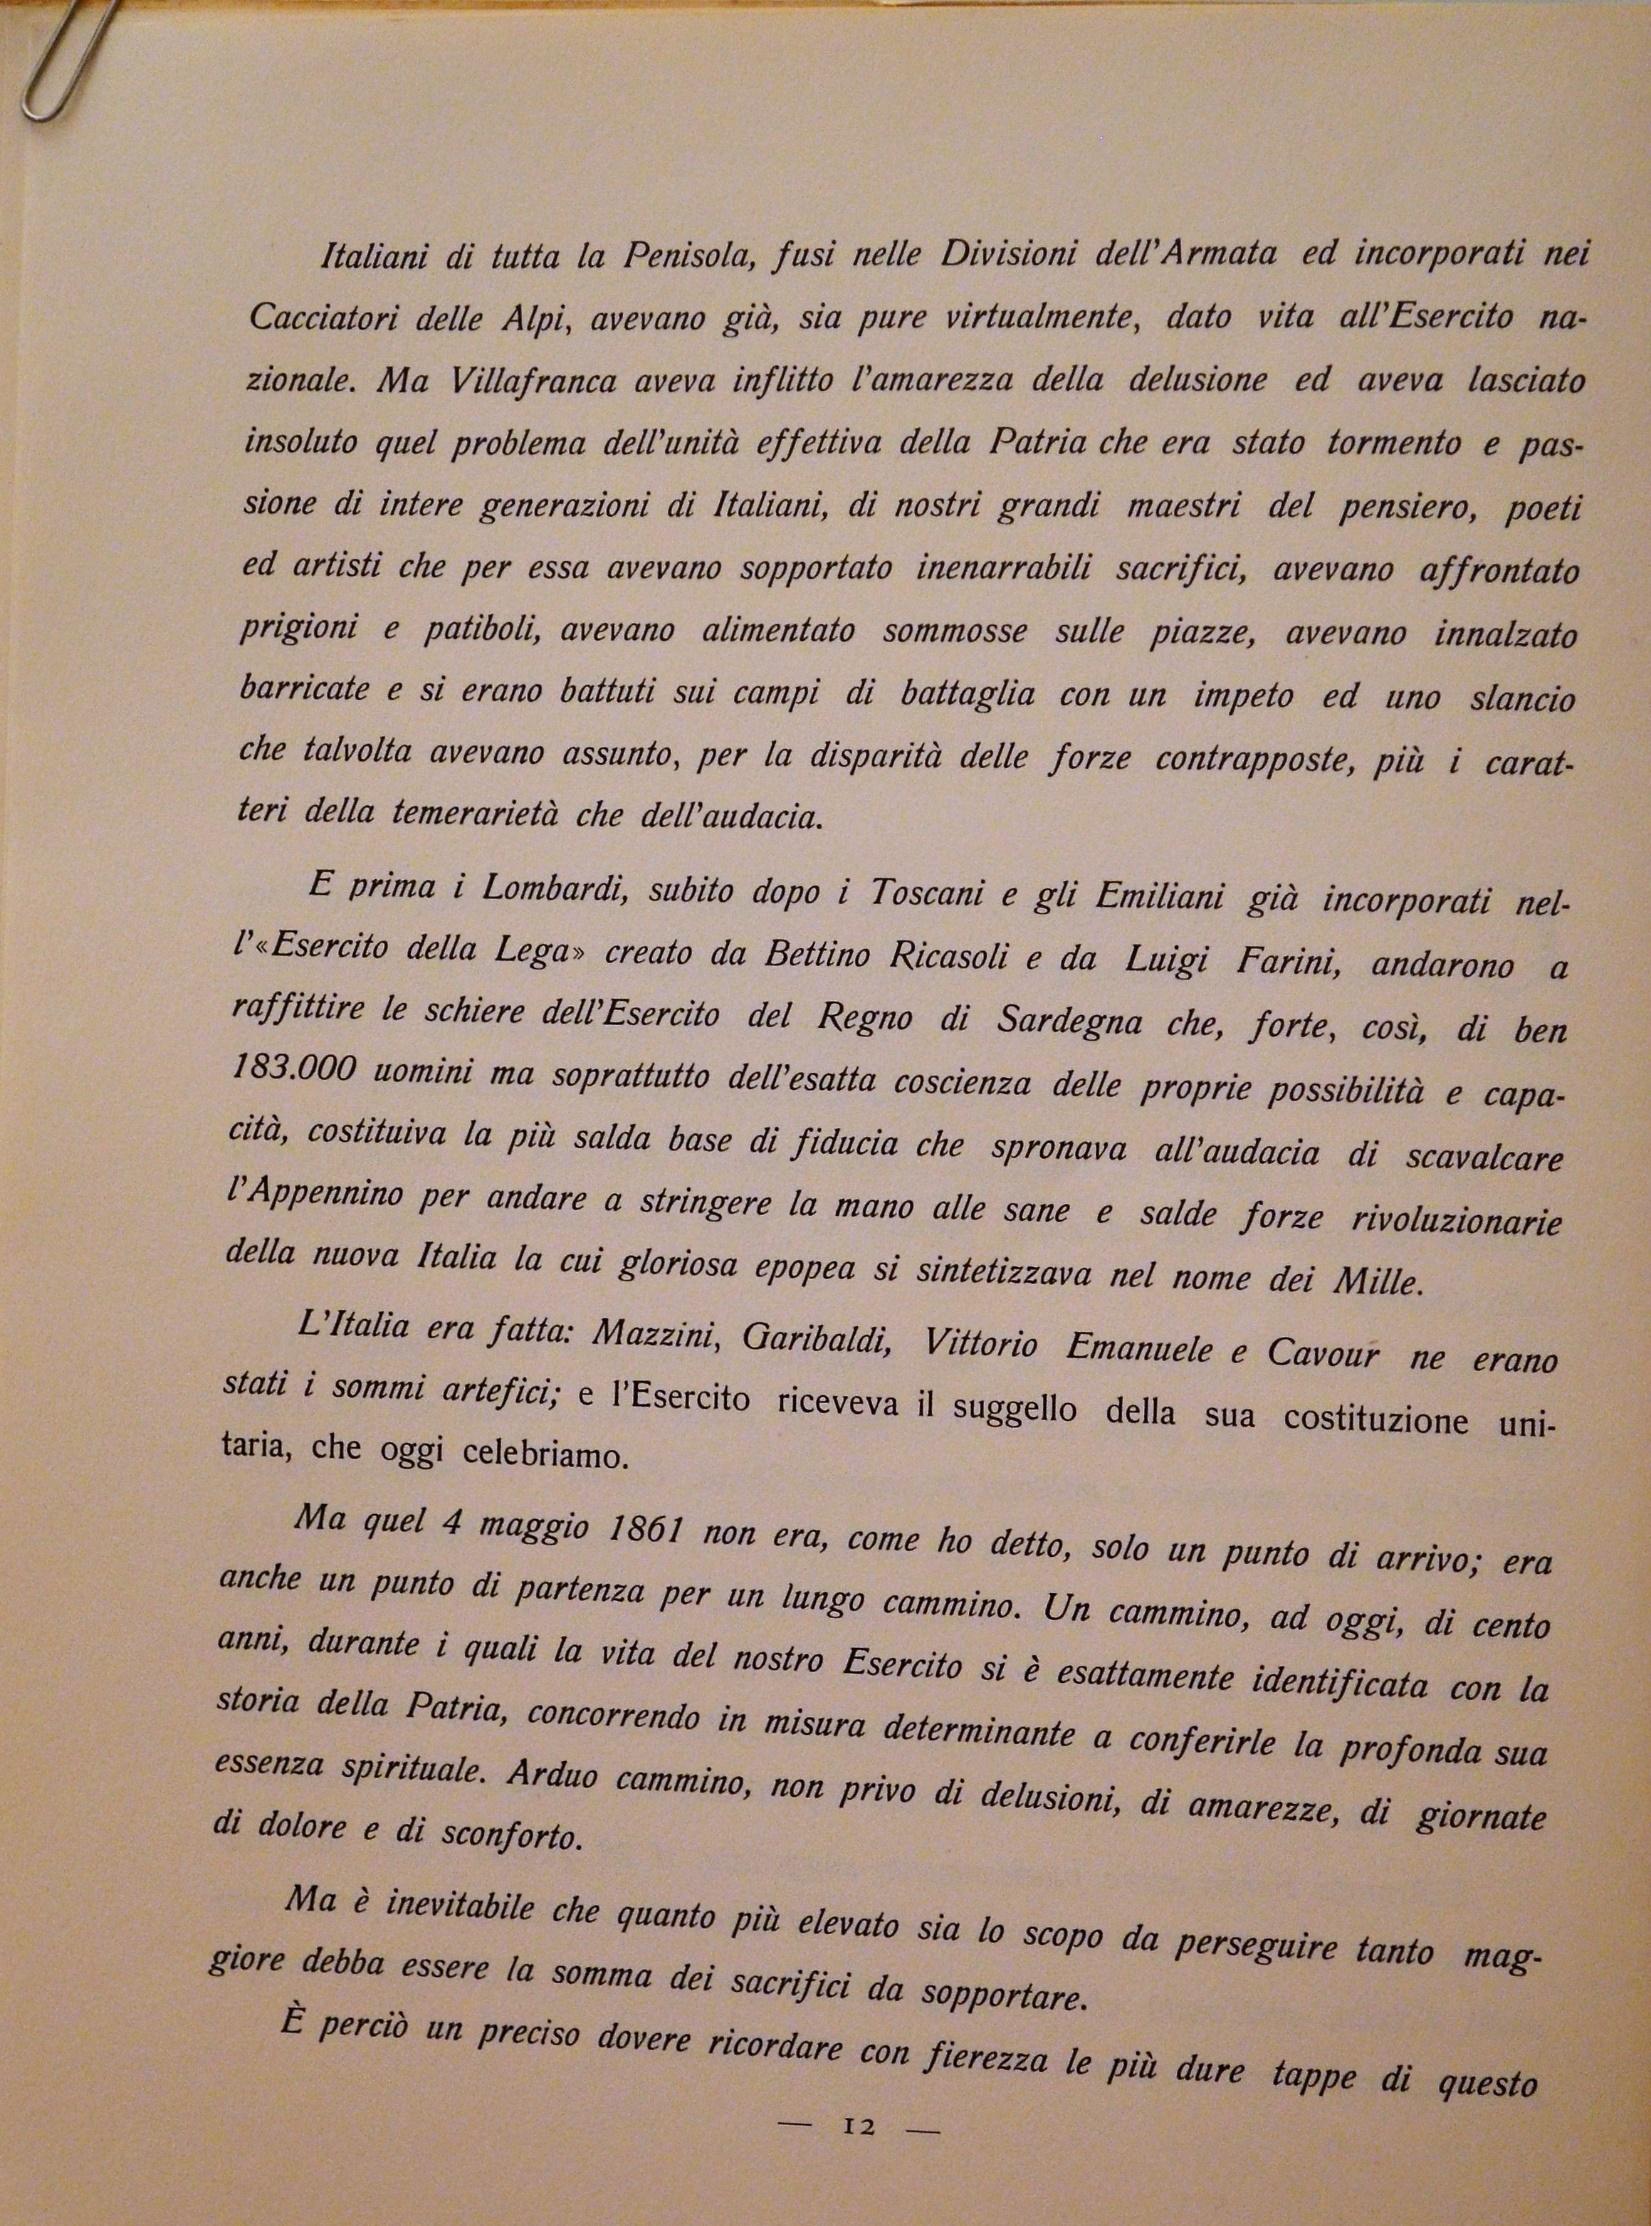 Italiani di tutta la Penisola, fusi nelle Divisioni dell'Armata ed incorporati nei
Cacciatori delle Alpi, avevano già, sia pure virtualmente, dato vita all'Esercito na-
zionale. Ma Villafranca aveva inflitto l'amarezza della delusione ed aveva lasciato
insoluto quel problema dell'unità effettiva della Patria che era stato tormento e pas-
sione di intere generazioni di Italiani, di nostri grandi maestri del pensiero, poeti
ed artisti che per essa avevano sopportato inenarrabili sacrifici, avevano affrontato
prigioni e patiboli, avevano alimentato sommosse sulle piazze, avevano innalzato
barricate e si erano battuti sui campi di battaglia con un impeto ed uno slancio
che talvolta avevano assunto, per la disparità delle forze contrapposte, più i carat-
teri della temerarietà che dell'audacia.
E prima i Lombardi, subito dopo i Toscani e gli Emiliani già incorporati nel-
l'«Esercito della Lega» creato da Bettino Ricasoli e da Luigi Farini, andarono a
raffittire le schiere dell'Esercito del Regno di Sardegna che, forte, così, di ben
183.000 uomini ma soprattutto dell'esatta coscienza delle proprie possibilità e capa-
cità, costituiva la più salda base di fiducia che spronava all'audacia di scavalcare
l'Appennino per andare a stringere la mano alle sane e salde forze rivoluzionarie
della nuova Italia la cui gloriosa epopea si sintetizzava nel nome dei Mille.
L'Italia era fatta: Mazzini, Garibaldi, Vittorio Emanuele e Cavour ne erano
stati i sommi artefici; e l'Esercito riceveva il suggello della sua costituzione uni-
taria, che oggi celebriamo.
Ma quel 4 maggio 1861 non era, come ho detto, solo un punto di arrivo; era
anche un punto di partenza per un lungo cammino. Un cammino, ad oggi, di cento
anni, durante i quali la vita del nostro Esercito si è esattamente identificata con la
storia della Patria, concorrendo in misura determinante a conferirle la profonda sua
essenza spirituale. Arduo cammino, non privo di delusioni, di amarezze, di giornate
di dolore e di sconforto.
Ma è inevitabile che quanto più elevato sia lo scopo da perseguire tanto mag-
giore debba essere la somma dei sacrifici da sopportare.
È perciò un preciso dovere ricordare con fierezza le più dure tappe di questo
— 12 —